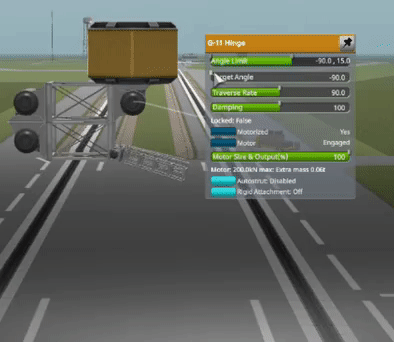 G-11 Hinge
Angle Limit -90.0, 15.0
Target Angle -90.0
Traverse Rate 90.0
Damping 100
Locked: False
Motorized Yes
Motor Engaged
Motor Size & Output(%) 100
Motor: 200.0kN max: Extra mass 0.06t
Autostrut: Disabled
Rigid Attachment: Off